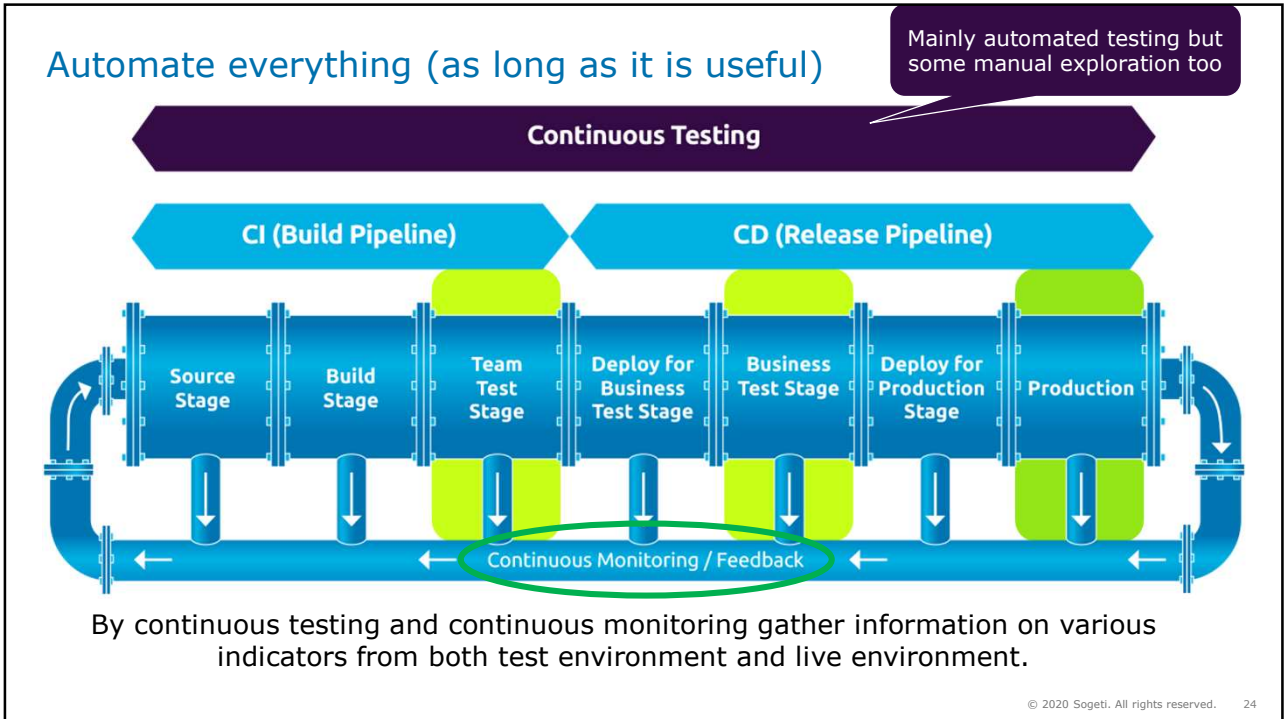 Automate everything (as long as it is useful)
Mainly automated testing but
some manual exploration too
Continuous Testing
CI (Build Pipeline)
CD (Release Pipeline)
Source
Stage
Build
Stage
Team
Test
Stage
Deploy for
Business
Test Stage
Business
Test Stage
Deploy for
Production
Stage
Production
Continuous Monitoring / Feedback
By continuous testing and continuous monitoring gather information on various
indicators from both test environment and live environment.
© 2020 Sogeti. All rights reserved. 24